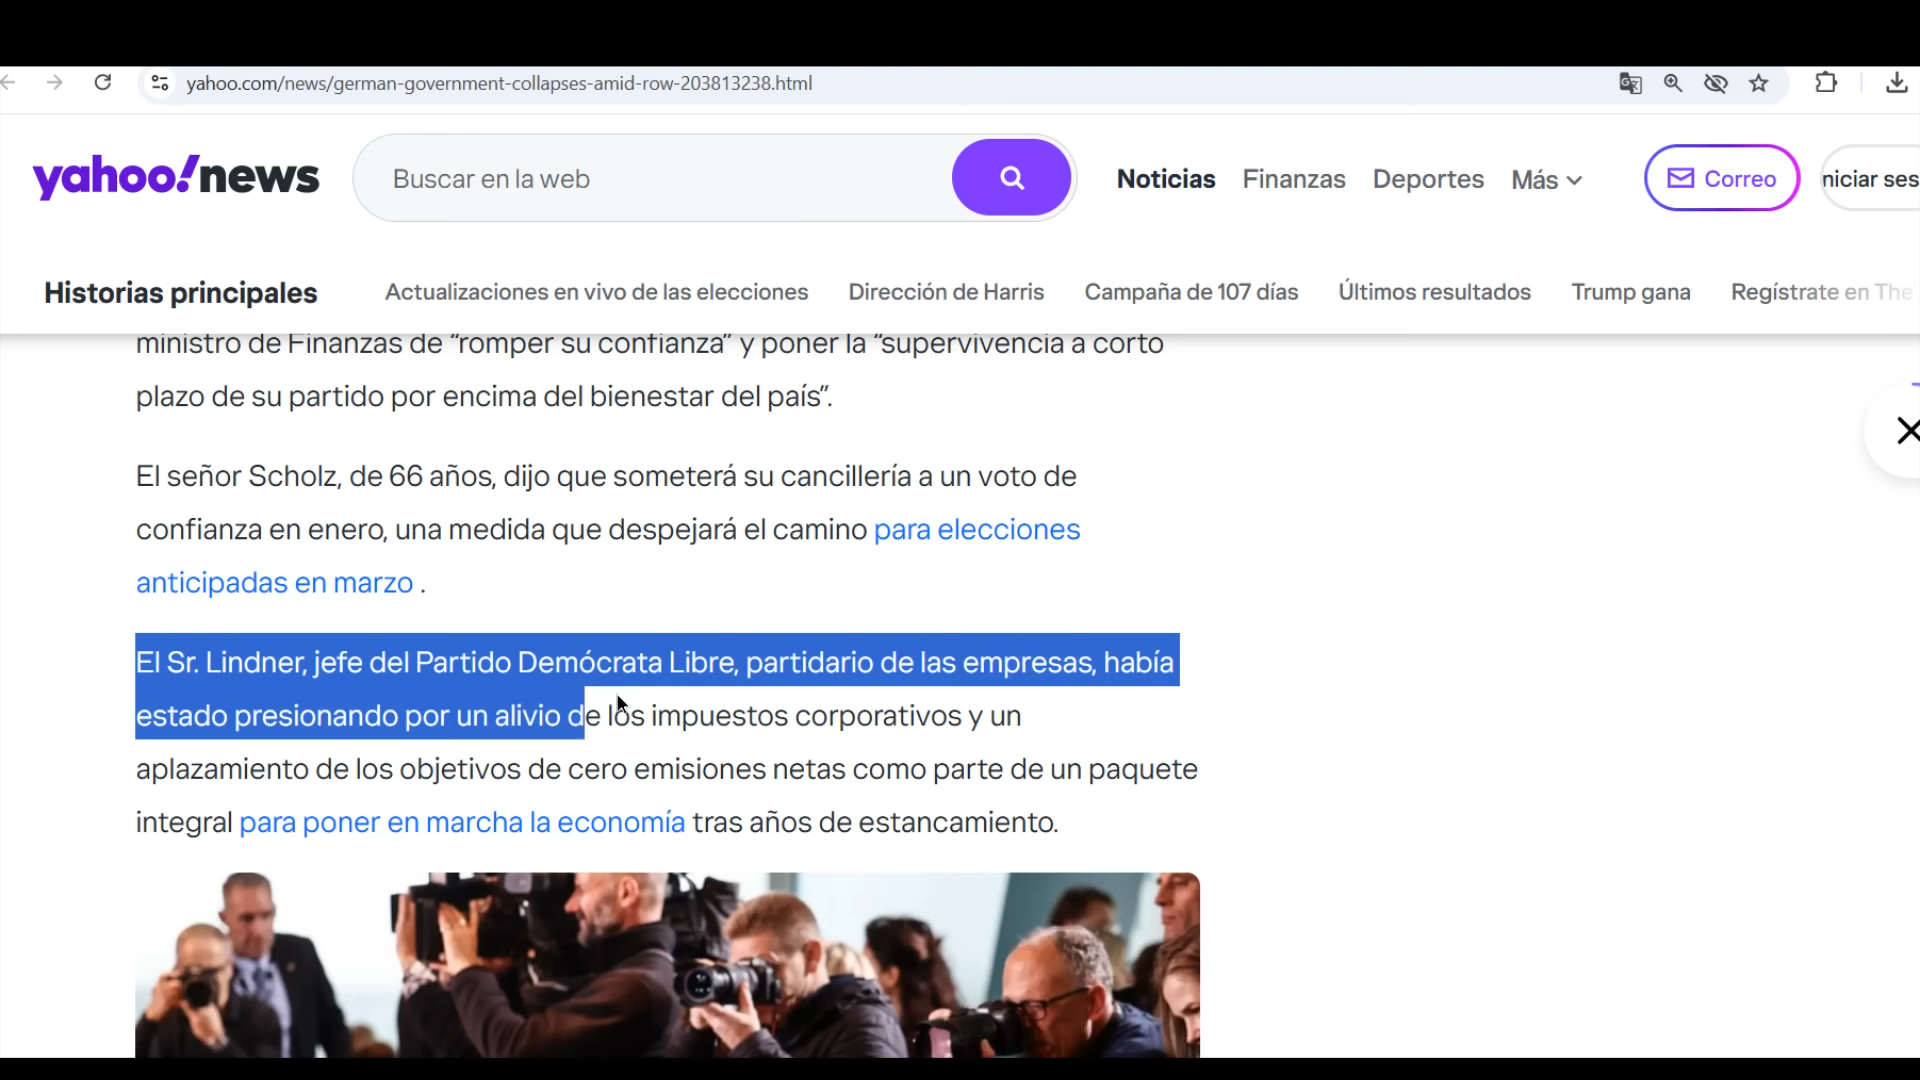 yahoo.com/news/german-government-collapses-amid-row-203813238.html
yahoo!news
Buscar en la web
Noticias Finanzas Deportes Más
Correo
niciar ses
Historias principales
Actualizaciones en vivo de las elecciones Dirección de Harris Campaña de 107 días Últimos resultados Trump gana Regístrate en The
ministro de Finanzas de “romper su confianza” y poner la “supervivencia a corto
plazo de su partido por encima del bienestar del país”.
El señor Scholz, de 66 años, dijo que someterá su cancillería a un voto de
confianza en enero, una medida que despejará el camino para elecciones
anticipadas en marzo .
El Sr. Lindner, jefe del Partido Demócrata Libre, partidario de las empresas, había
estado presionando por un alivio de los impuestos corporativos y un
aplazamiento de los objetivos de cero emisiones netas como parte de un paquete
integral para poner en marcha la economía tras años de estancamiento.